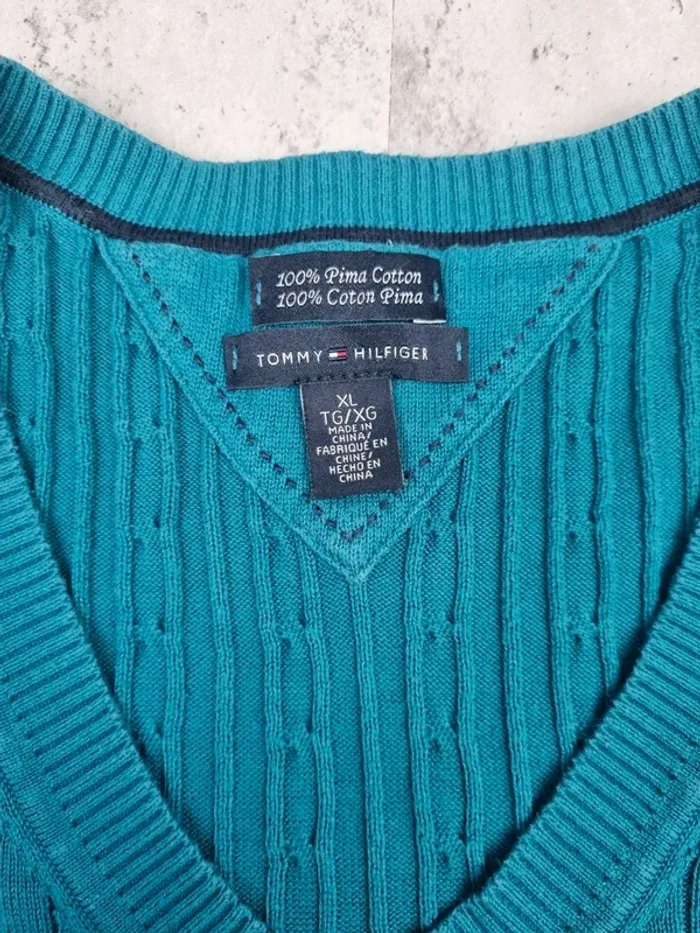 100% Pima Cotton
100% Coton Pima
TOMMY HILFIGER
XL
TG/XG
MADE IN
CHINA/
FABRIQUÉ EN
CHINE/
HECHO EN
CHINA